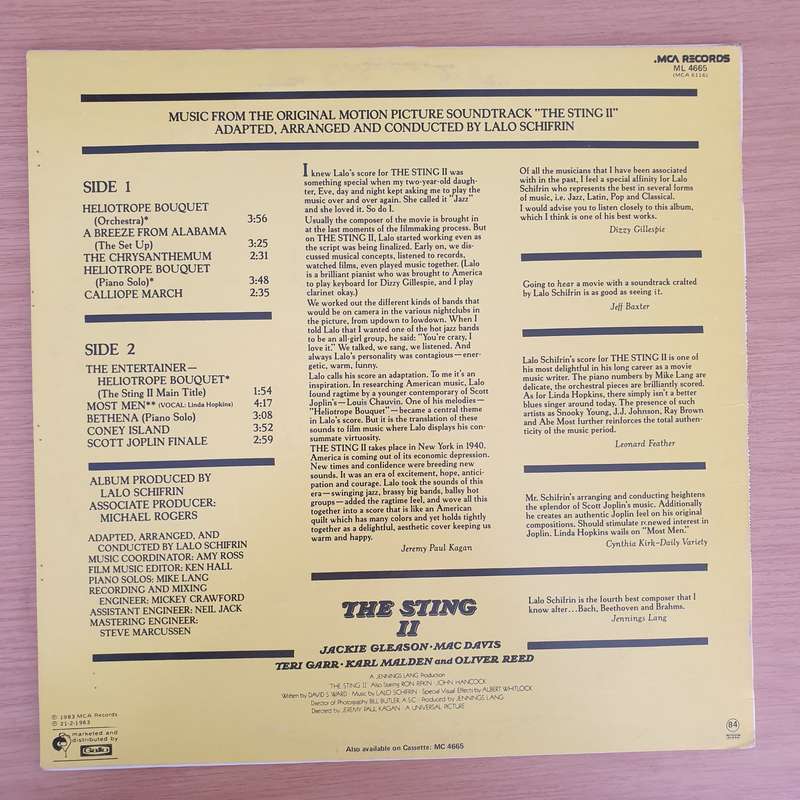 .MCA RECORDS
ML 4665
(MCA 6116)
MUSIC FROM THE ORIGINAL MOTION PICTURE SOUNDTRACK "THE STING II"
ADAPTED, ARRANGED AND CONDUCTED BY LALO SCHIFRIN
SIDE 1
HELIOTROPE BOUQUET
(Orchestra)* 3:56
A BREEZE FROM ALABAMA
(The Set Up) 3:25
THE CHRYSANTHEMUM 2:31
HELIOTROPE BOUQUET
(Piano Solo)* 3:48
CALLIOPE MARCH 2:35
SIDE 2
THE ENTERTAINER—
HELIOTROPE BOUQUET*
(The Sting II Main Title) 1:54
MOST MEN** (VOCAL: Linda Hopkins) 4:17
BETHENA (Piano Solo) 3:08
CONEY ISLAND 3:52
SCOTT JOPLIN FINALE 2:59
ALBUM PRODUCED BY
LALO SCHIFRIN
ASSOCIATE PRODUCER:
MICHAEL ROGERS
ADAPTED, ARRANGED, AND
CONDUCTED BY LALO SCHIFRIN
MUSIC COORDINATOR: AMY ROSS
FILM MUSIC EDITOR: KEN HALL
PIANO SOLOS: MIKE LANG
RECORDING AND MIXING
ENGINEER: MICKEY CRAWFORD
ASSISTANT ENGINEER: NEIL JACK
MASTERING ENGINEER:
STEVE MARCUSSEN
I knew Lalo's score for THE STING II was
something special when my two-year-old daugh-
ter, Eve, day and night kept asking me to play the
music over and over again. She called it "Jazz"
and she loved it. So do I.
Usually the composer of the movie is brought in
at the last moments of the filmmaking process. But
on THE STING II, Lalo started working even as
the script was being finalized. Early on, we dis-
cussed musical concepts, listened to records,
watched films, even played music together. (Lalo
is a brilliant pianist who was brought to America
to play keyboard for Dizzy Gillespie, and I play
clarinet okay.)
We worked out the different kinds of bands that
would be on camera in the various nightclubs in
the picture, from updown to lowdown. When I
told Lalo that I wanted one of the hot jazz bands
to be an all-girl group, he said: "You're crazy, I
love it." We talked, we sang, we listened. And
always Lalo's personality was contagious—ener-
getic, warm, funny.
Lalo calls his score an adaptation. To me it's an
inspiration. In researching American music, Lalo
found ragtime by a younger contemporary of Scott
Joplin's—Louis Chauvin. One of his melodies—
"Heliotrope Bouquet"—became a central theme
in Lalo's score. But it is the translation of these
sounds to film music where Lalo displays his con-
summate virtuosity.
THE STING II takes place in New York in 1940.
America is coming out of its economic depression.
New times and confidence were breeding new
sounds. It was an era of excitement, hope, antici-
pation and courage. Lalo took the sounds of this
era—swinging jazz, brassy big bands, ballsy hot
groups—added the ragtime feel, and wove all this
together into a score that is like an American
quilt which has many colors and yet holds tightly
together as a delightful, aesthetic cover keeping us
warm and happy.
Jeremy Paul Kagan
Of all the musicians that I have been associated
with in the past, I feel a special affinity for Lalo
Schifrin who represents the best in several forms
of music, i.e. Jazz, Latin, Pop and Classical.
I would advise you to listen closely to this album,
which I think is one of his best works.
Dizzy Gillespie
Going to hear a movie with a soundtrack crafted
by Lalo Schifrin is as good as seeing it.
Jeff Baxter
Lalo Schifrin's score for THE STING II is one of
his most delightful in his long career as a movie
music writer. The piano numbers by Mike Lang are
delicate, the orchestral pieces are brilliantly scored.
As for Linda Hopkins, there simply isn't a better
blues singer around today. The presence of such
artists as Snooky Young, J.J. Johnson, Ray Brown
and Abe Most further reinforces the total authen-
ticity of the music period.
Leonard Feather
Mr. Schifrin's arranging and conducting heightens
the splendor of Scott Joplin's music. Additionally
he creates an authentic Joplin feel on his original
compositions. Should stimulate renewed interest in
Joplin. Linda Hopkins wails on "Most Men."
Cynthia Kirk–Daily Variety
Lalo Schifrin is the fourth best composer that I
know after...Bach, Beethoven and Brahms.
Jennings Lang
THE STING
II
JACKIE GLEASON · MAC DAVIS
TERI GARR · KARL MALDEN and OLIVER REED
A JENNINGS LANG Production
"THE STING II" Also Starring RON RIFKIN · JOHN HANCOCK
Written by DAVID S. WARD · Music by LALO SCHIFRIN · Special Visual Effects by ALBERT WHITLOCK
Director of Photography BILL BUTLER, A.S.C. · Produced by JENNINGS LANG
Directed by JEREMY PAUL KAGAN · A UNIVERSAL PICTURE
℗ 1983 MCA Records
© 21-2-1983
marketed and
distributed by
Gallo
Also available on Cassette: MC 4665
84